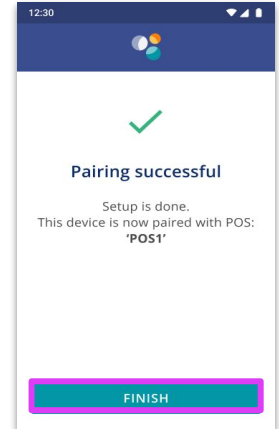 12:30
Pairing successful
Setup is done.
This device is now paired with POS:
‘POS1’
FINISH